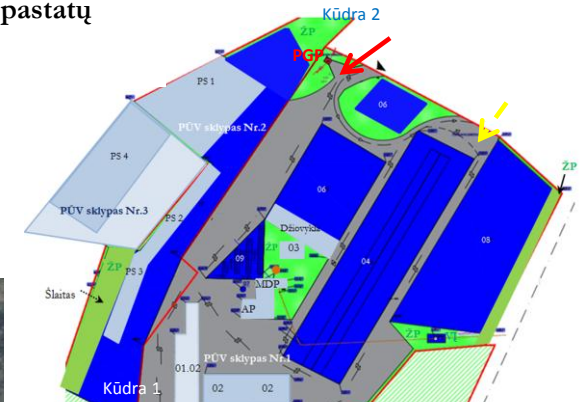 pastatų
Kūdra 2
ŽP
PGP
PS 1
06
PŪV sklypas Nr.2
PS 4
ŽP
06
PŪV sklypas Nr.3
PS 2
Džiovykla
08
03
ŽP
ŽP
PS 3
09
04
Šlaitas
MDP
AP
ŽP
PŪV sklypas Nr.1
01.02
Kūdra 1
02
02